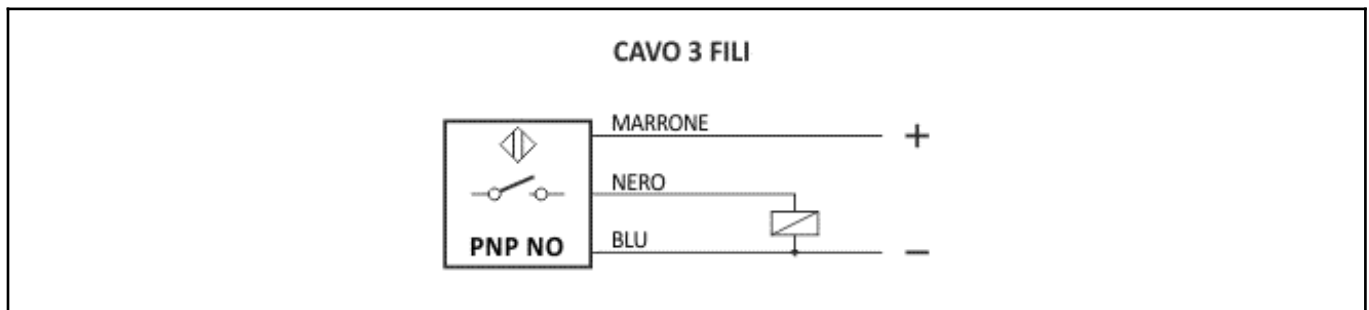 CAVO 3 FILI
MARRONE
+
NERO
PNP NO
BLU
−